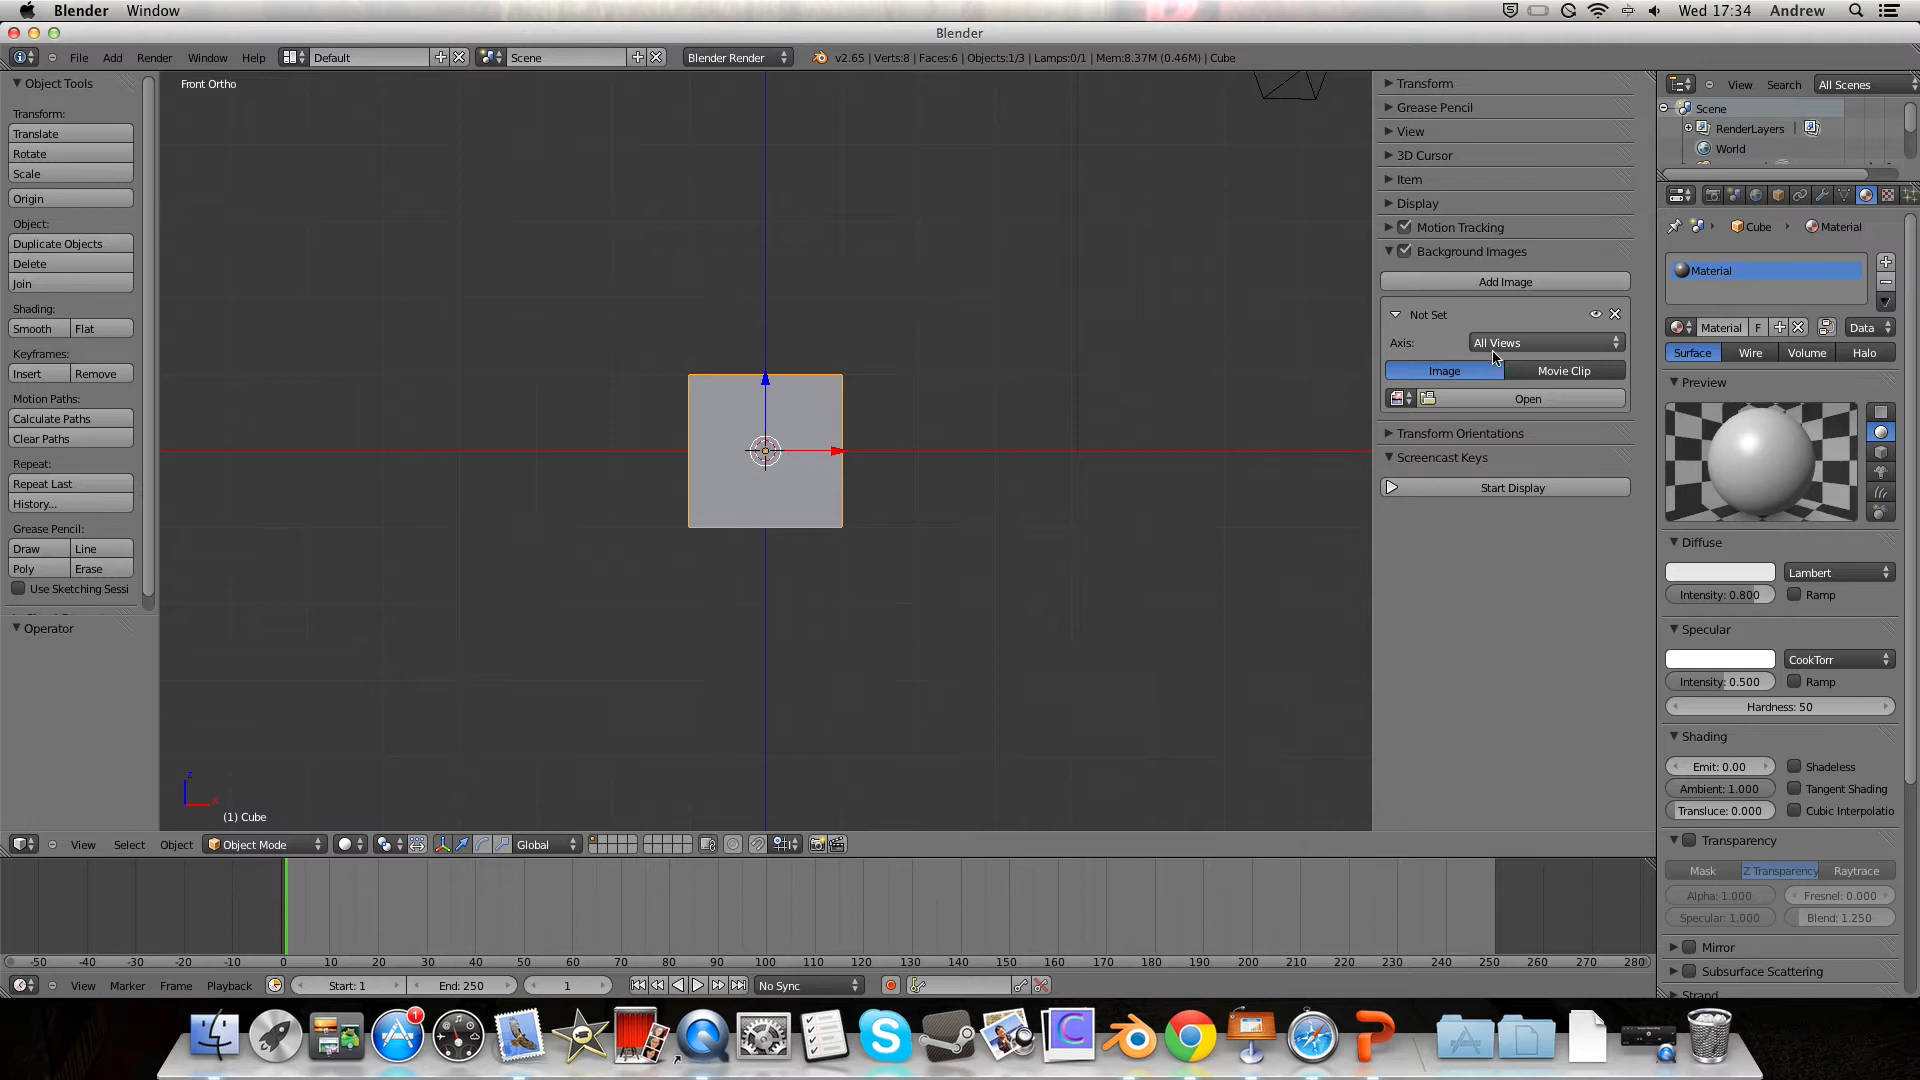 Blender Window Wed 17:34 Andrew
Blender
File Add Render Window Help Default Scene Blender Render v2.65 | Verts:8 | Faces:6 | Objects:1/3 | Lamps:0/1 | Mem:8.37M (0.46M) | Cube
Object Tools
Transform:
Translate
Rotate
Scale
Origin
Object:
Duplicate Objects
Delete
Join
Shading:
Smooth Flat
Keyframes:
Insert Remove
Motion Paths:
Calculate Paths
Clear Paths
Repeat:
Repeat Last
History...
Grease Pencil:
Draw Line
Poly Erase
Use Sketching Sessi
Operator
Front Ortho
z
x
(1) Cube
Transform
Grease Pencil
View
3D Cursor
Item
Display
Motion Tracking
Background Images
Add Image
Not Set
Axis: All Views
Image Movie Clip
Open
Transform Orientations
Screencast Keys
Start Display
View Search All Scenes
Scene
RenderLayers |
World
Cube Material
Material
Material F Data
Surface Wire Volume Halo
Preview
Diffuse
Lambert
Intensity: 0.800 Ramp
Specular
CookTorr
Intensity: 0.500 Ramp
Hardness: 50
Shading
Emit: 0.00 Shadeless
Ambient: 1.000 Tangent Shading
Transluce: 0.000 Cubic Interpolatio
Transparency
Mask Z Transparency Raytrace
Alpha: 1.000 Fresnel: 0.000
Specular: 1.000 Blend: 1.250
Mirror
Subsurface Scattering
Strand
View Select Object Object Mode Global
-50 -40 -30 -20 -10 0 10 20 30 40 50 60 70 80 90 100 110 120 130 140 150 160 170 180 190 200 210 220 230 240 250 260 270 280
View Marker Frame Playback Start: 1 End: 250 1 No Sync
1